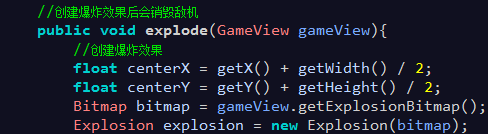 //创建爆炸效果后会销毁敌机
public void explode(GameView gameView){
//创建爆炸效果
float centerX = getX() + getWidth() / 2;
float centerY = getY() + getHeight() / 2;
Bitmap bitmap = gameView.getExplosionBitmap();
Explosion explosion = new Explosion(bitmap);